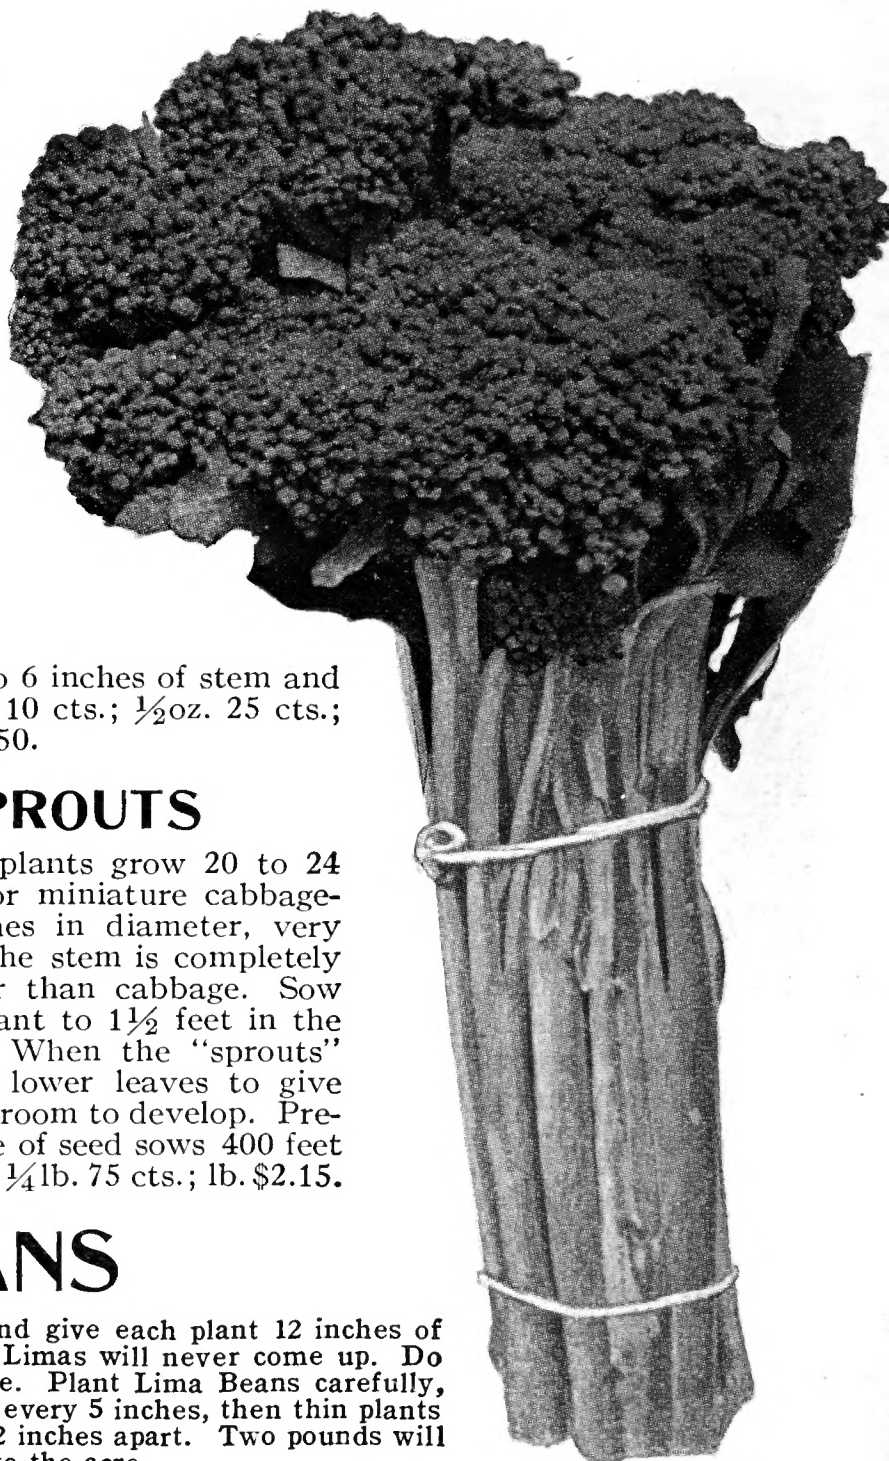 6 inches of stem and
10 cts.; ½oz. 25 cts.;
50.
PROUTS
plants grow 20 to 24
or miniature cabbage-
es in diameter, very
he stem is completely
r than cabbage. Sow
ant to 1½ feet in the
When the "sprouts"
lower leaves to give
room to develop. Pre-
e of seed sows 400 feet
¼lb. 75 cts.; lb. $2.15.
ANS
nd give each plant 12 inches of
Limas will never come up. Do
e. Plant Lima Beans carefully,
every 5 inches, then thin plants
2 inches apart. Two pounds will
the acre